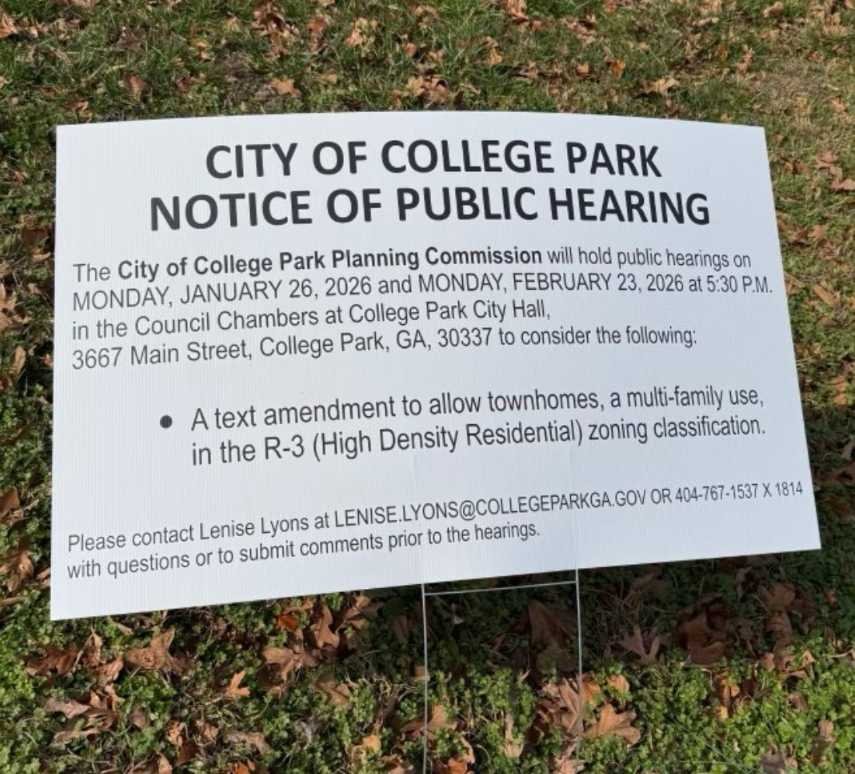 CITY OF COLLEGE PARK
NOTICE OF PUBLIC HEARING
The City of College Park Planning Commission will hold public hearings on
MONDAY, JANUARY 26, 2026 and MONDAY, FEBRUARY 23, 2026 at 5:30 P.M.
in the Council Chambers at College Park City Hall,
3667 Main Street, College Park, GA, 30337 to consider the following:
● A text amendment to allow townhomes, a multi-family use,
in the R-3 (High Density Residential) zoning classification.
Please contact Lenise Lyons at LENISE.LYONS@COLLEGEPARKGA.GOV OR 404-767-1537 X 1814
with questions or to submit comments prior to the hearings.